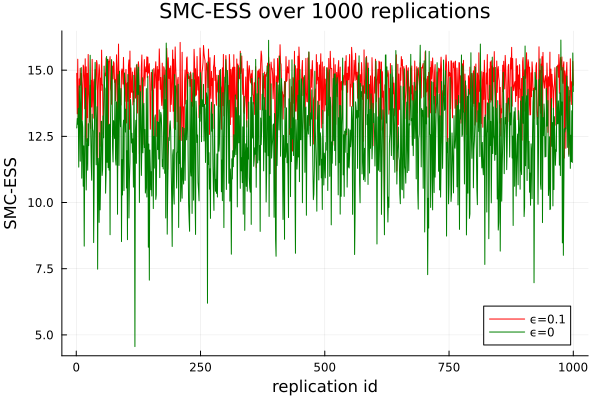 SMC-ESS over 1000 replications
SMC-ESS
15.0
12.5
10.0
7.5
5.0
0
250
500
750
1000
replication id
ϵ=0.1
ϵ=0